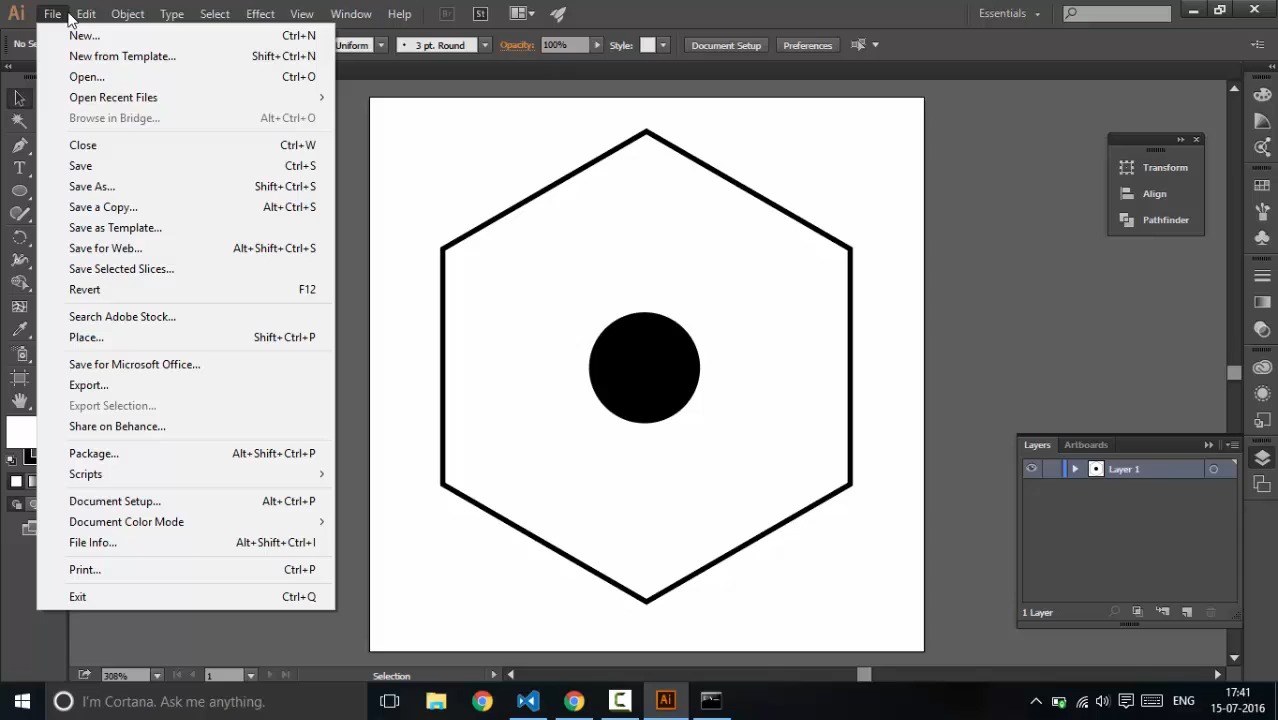 Ai File Edit Object Type Select Effect View Window Help Br St Essentials
Uniform 3 pt. Round Opacity: 100% Style: Document Setup Preferences
New... Ctrl+N
New from Template... Shift+Ctrl+N
Open... Ctrl+O
Open Recent Files
Browse in Bridge... Alt+Ctrl+O
Close Ctrl+W
Save Ctrl+S
Save As... Shift+Ctrl+S
Save a Copy... Alt+Ctrl+S
Save as Template...
Save for Web... Alt+Shift+Ctrl+S
Save Selected Slices...
Revert F12
Search Adobe Stock...
Place... Shift+Ctrl+P
Save for Microsoft Office...
Export...
Export Selection...
Share on Behance...
Package... Alt+Shift+Ctrl+P
Scripts
Document Setup... Alt+Ctrl+P
Document Color Mode
File Info... Alt+Shift+Ctrl+I
Print... Ctrl+P
Exit Ctrl+Q
Transform
Align
Pathfinder
Layers Artboards
Layer 1
1 Layer
308% 1 Selection
I'm Cortana. Ask me anything.
Ai
ENG
17:41
15-07-2016